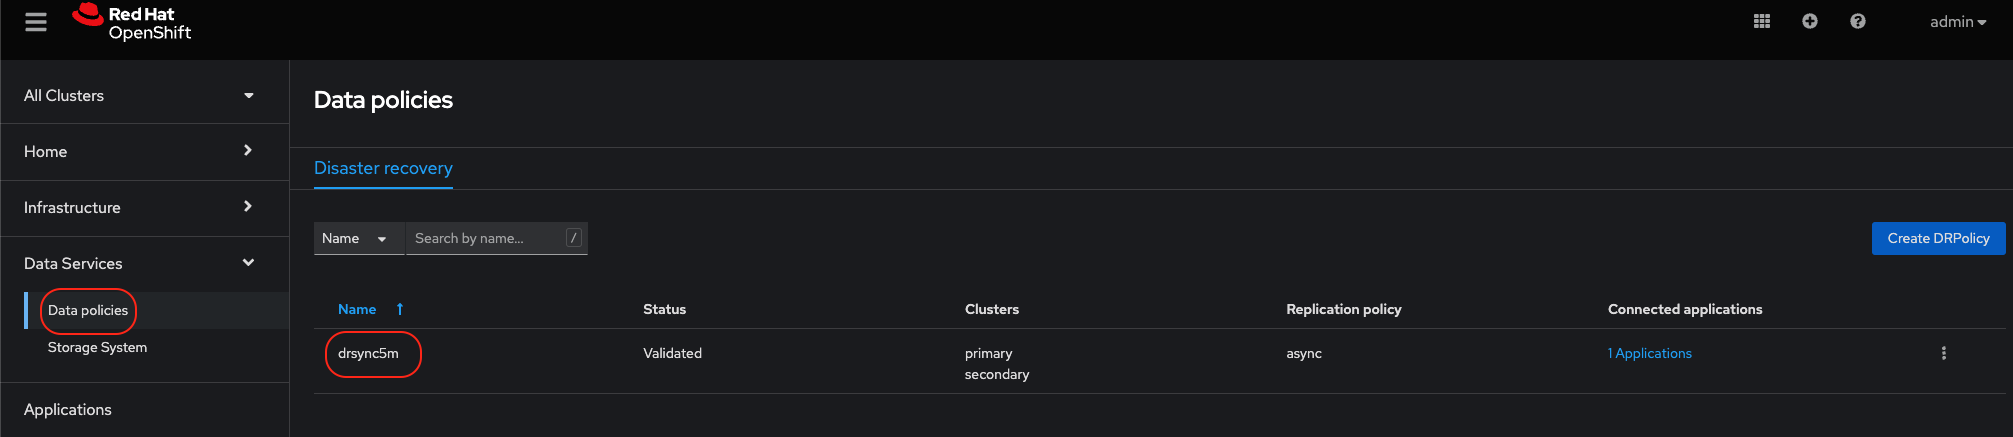 Red Hat
OpenShift
admin
All Clusters
Home
Infrastructure
Data Services
Data policies
Storage System
Applications
Data policies
Disaster recovery
Name
Search by name...
/
Create DRPolicy
Name Status Clusters Replication policy Connected applications
drsync5m Validated primary async 1 Applications
secondary